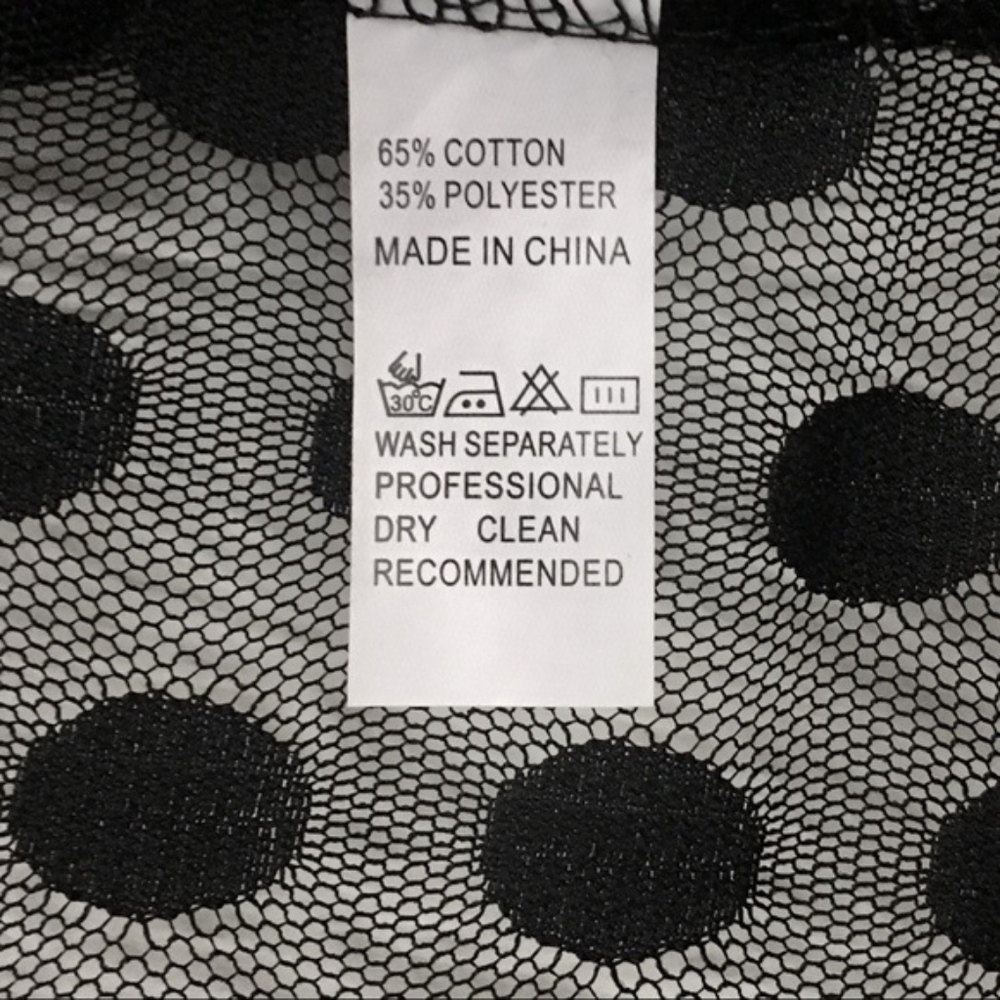 65% COTTON
35% POLYESTER
MADE IN CHINA
30°C
WASH SEPARATELY
PROFESSIONAL
DRY CLEAN
RECOMMENDED